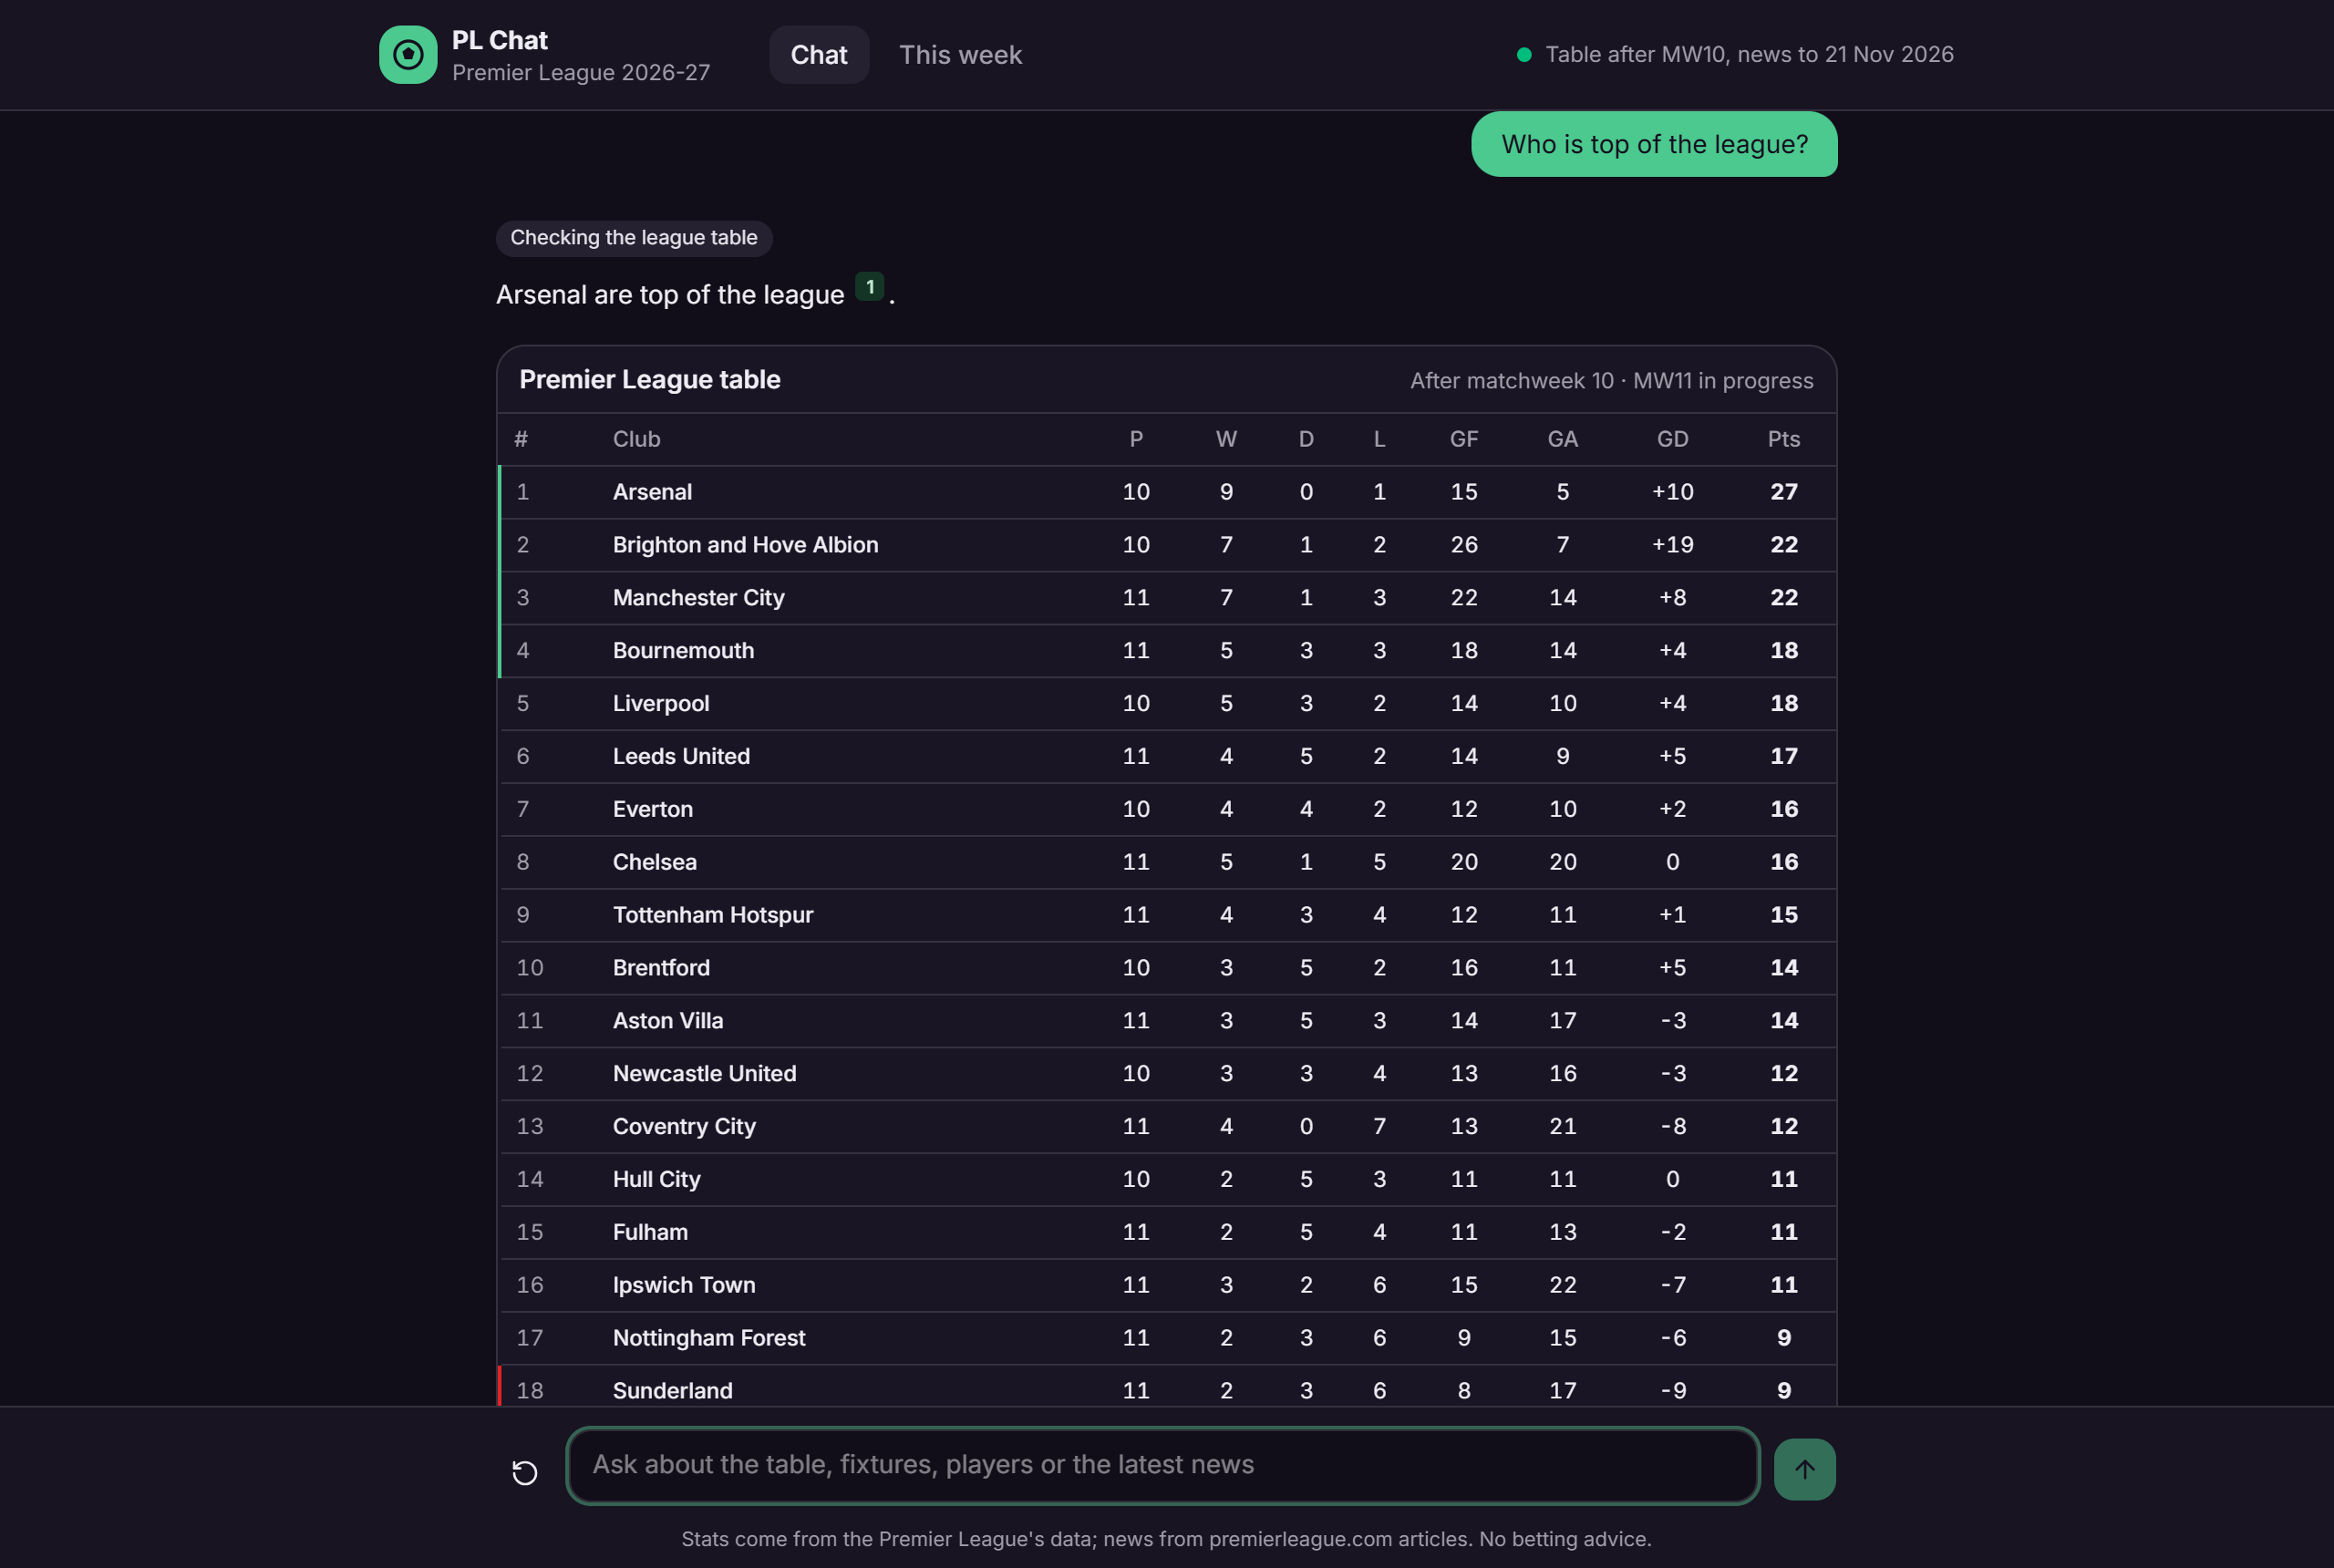 PL Chat
Premier League 2026-27
Chat
This week
Table after MW10, news to 21 Nov 2026
Who is top of the league?
Checking the league table
Arsenal are top of the league 1 .
Premier League table
After matchweek 10 · MW11 in progress
# Club P W D L GF GA GD Pts
1 Arsenal 10 9 0 1 15 5 +10 27
2 Brighton and Hove Albion 10 7 1 2 26 7 +19 22
3 Manchester City 11 7 1 3 22 14 +8 22
4 Bournemouth 11 5 3 3 18 14 +4 18
5 Liverpool 10 5 3 2 14 10 +4 18
6 Leeds United 11 4 5 2 14 9 +5 17
7 Everton 10 4 4 2 12 10 +2 16
8 Chelsea 11 5 1 5 20 20 0 16
9 Tottenham Hotspur 11 4 3 4 12 11 +1 15
10 Brentford 10 3 5 2 16 11 +5 14
11 Aston Villa 11 3 5 3 14 17 -3 14
12 Newcastle United 10 3 3 4 13 16 -3 12
13 Coventry City 11 4 0 7 13 21 -8 12
14 Hull City 10 2 5 3 11 11 0 11
15 Fulham 11 2 5 4 11 13 -2 11
16 Ipswich Town 11 3 2 6 15 22 -7 11
17 Nottingham Forest 11 2 3 6 9 15 -6 9
18 Sunderland 11 2 3 6 8 17 -9 9
Ask about the table, fixtures, players or the latest news
Stats come from the Premier League's data; news from premierleague.com articles. No betting advice.